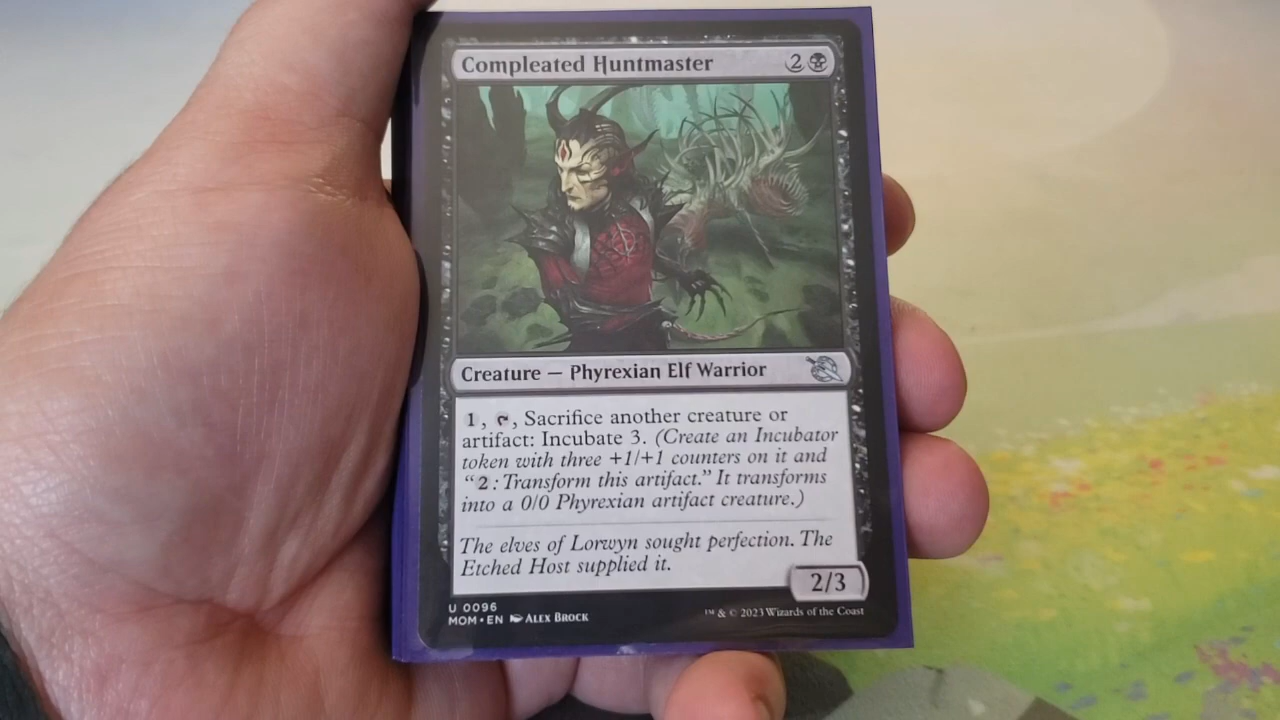 Compleated Huntmaster 2
Creature — Phyrexian Elf Warrior
1, , Sacrifice another creature or
artifact: Incubate 3. (Create an Incubator
token with three +1/+1 counters on it and
“2: Transform this artifact.” It transforms
into a 0/0 Phyrexian artifact creature.)
The elves of Lorwyn sought perfection. The
Etched Host supplied it.
2/3
U 0096
MOM • EN ALEX BROCK
™ & © 2023 Wizards of the Coast